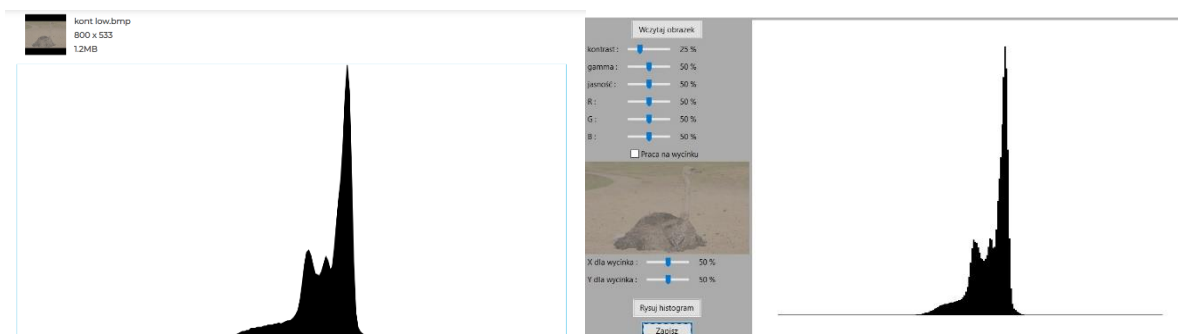 kont low.bmp
800 x 533
1.2MB
Wczytaj obrazek
kontrast : 25 %
gamma : 50 %
jasność : 50 %
R : 50 %
G : 50 %
B : 50 %
Praca na wycinku
X dla wycinka : 50 %
Y dla wycinka : 50 %
Rysuj histogram
Zapisz